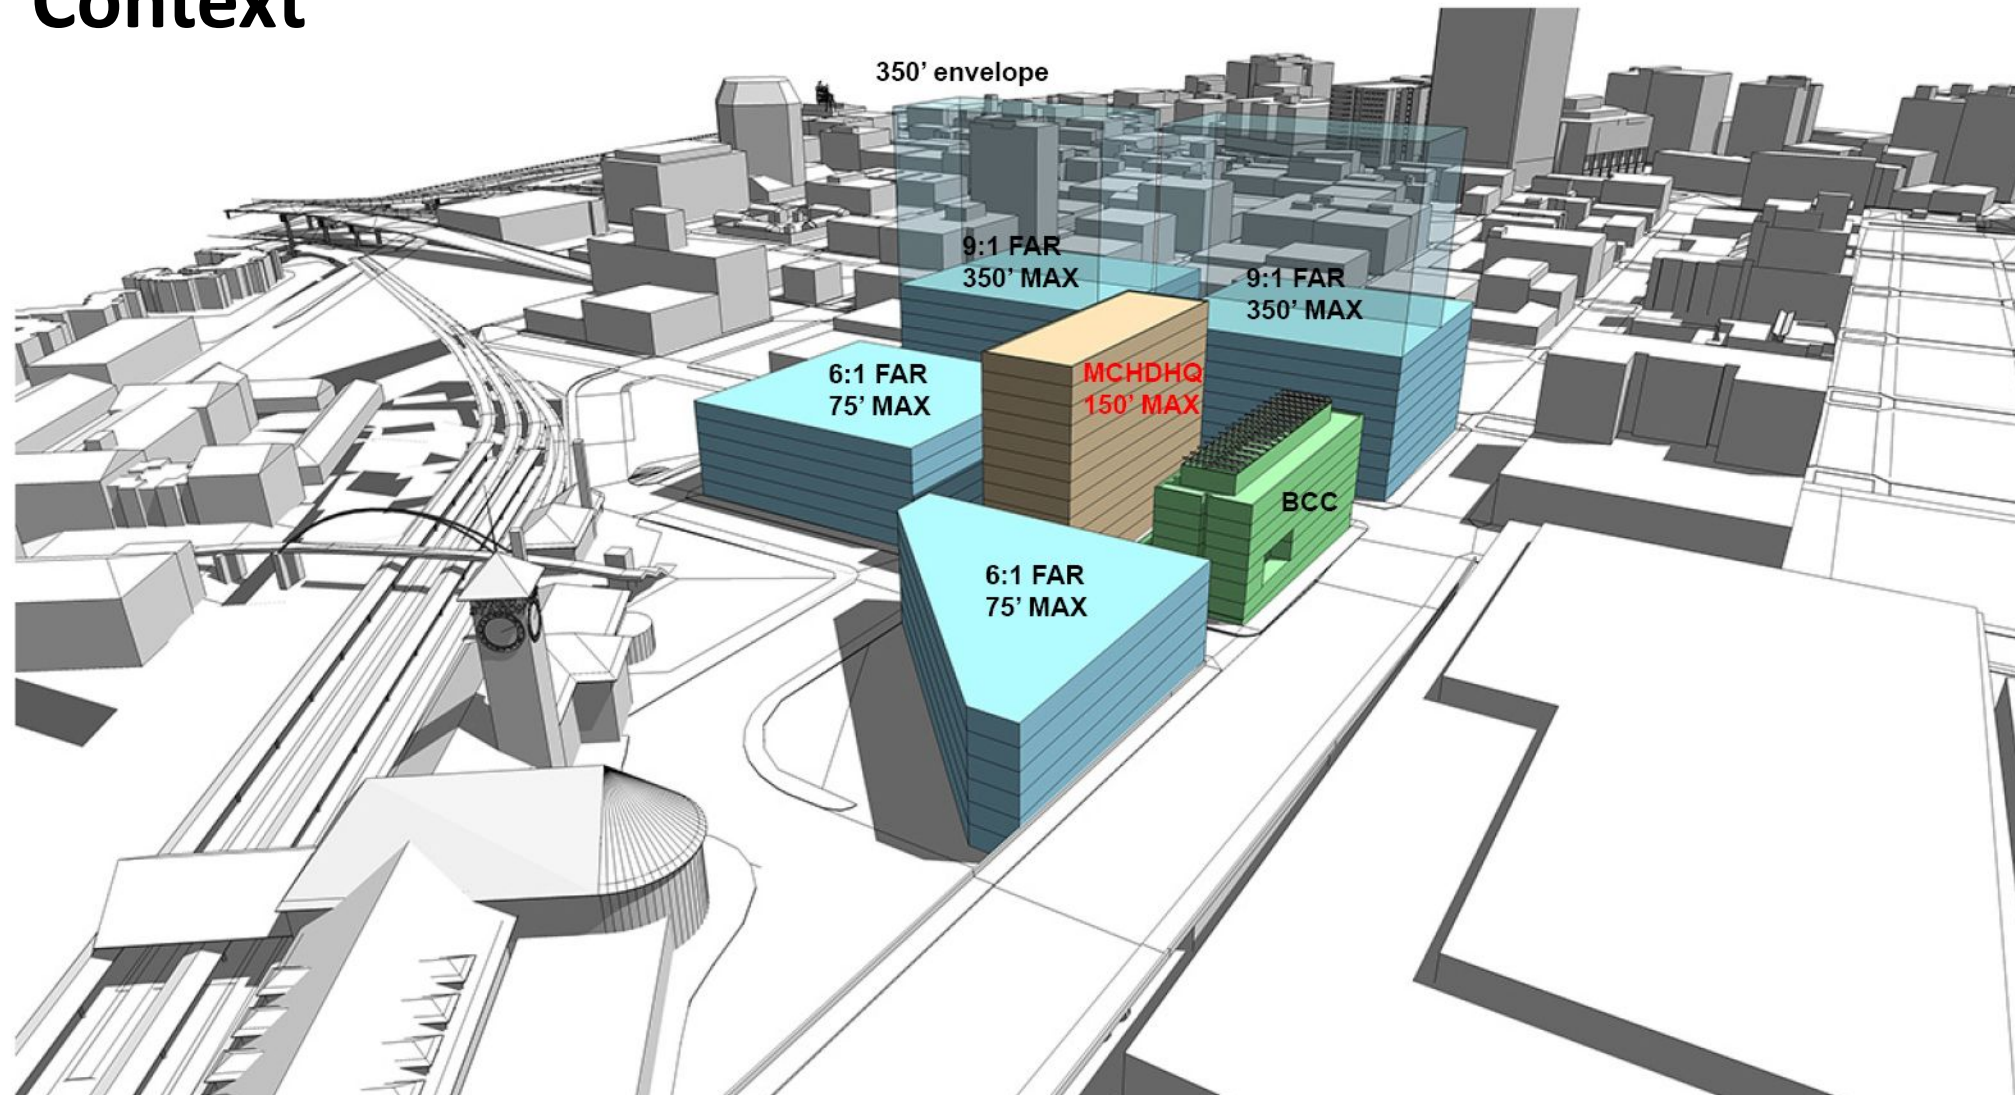 Context
350’ envelope
9:1 FAR
350’ MAX
9:1 FAR
350’ MAX
6:1 FAR
75’ MAX
MCHDHQ
150’ MAX
BCC
6:1 FAR
75’ MAX